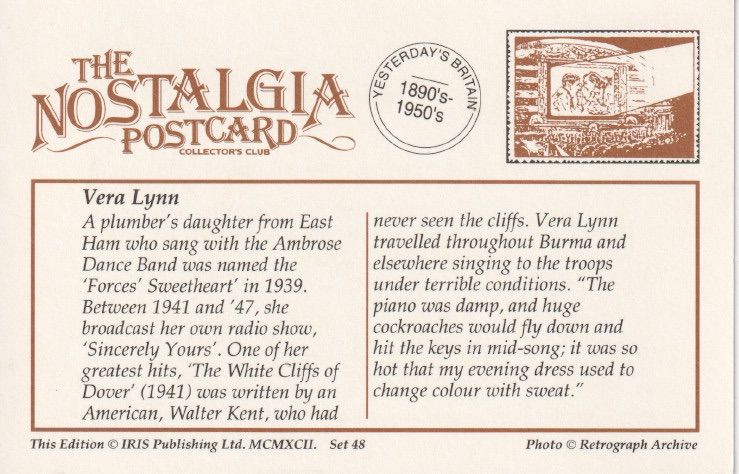 THE
NOSTALGIA
POSTCARD
COLLECTOR'S CLUB
YESTERDAY'S BRITAIN
1890's-
1950's
Vera Lynn
A plumber's daughter from East
Ham who sang with the Ambrose
Dance Band was named the
'Forces' Sweetheart' in 1939.
Between 1941 and '47, she
broadcast her own radio show,
'Sincerely Yours'. One of her
greatest hits, 'The White Cliffs of
Dover' (1941) was written by an
American, Walter Kent, who had
never seen the cliffs. Vera Lynn
travelled throughout Burma and
elsewhere singing to the troops
under terrible conditions. "The
piano was damp, and huge
cockroaches would fly down and
hit the keys in mid-song; it was so
hot that my evening dress used to
change colour with sweat."
This Edition © IRIS Publishing Ltd. MCMXCII. Set 48
Photo © Retrograph Archive